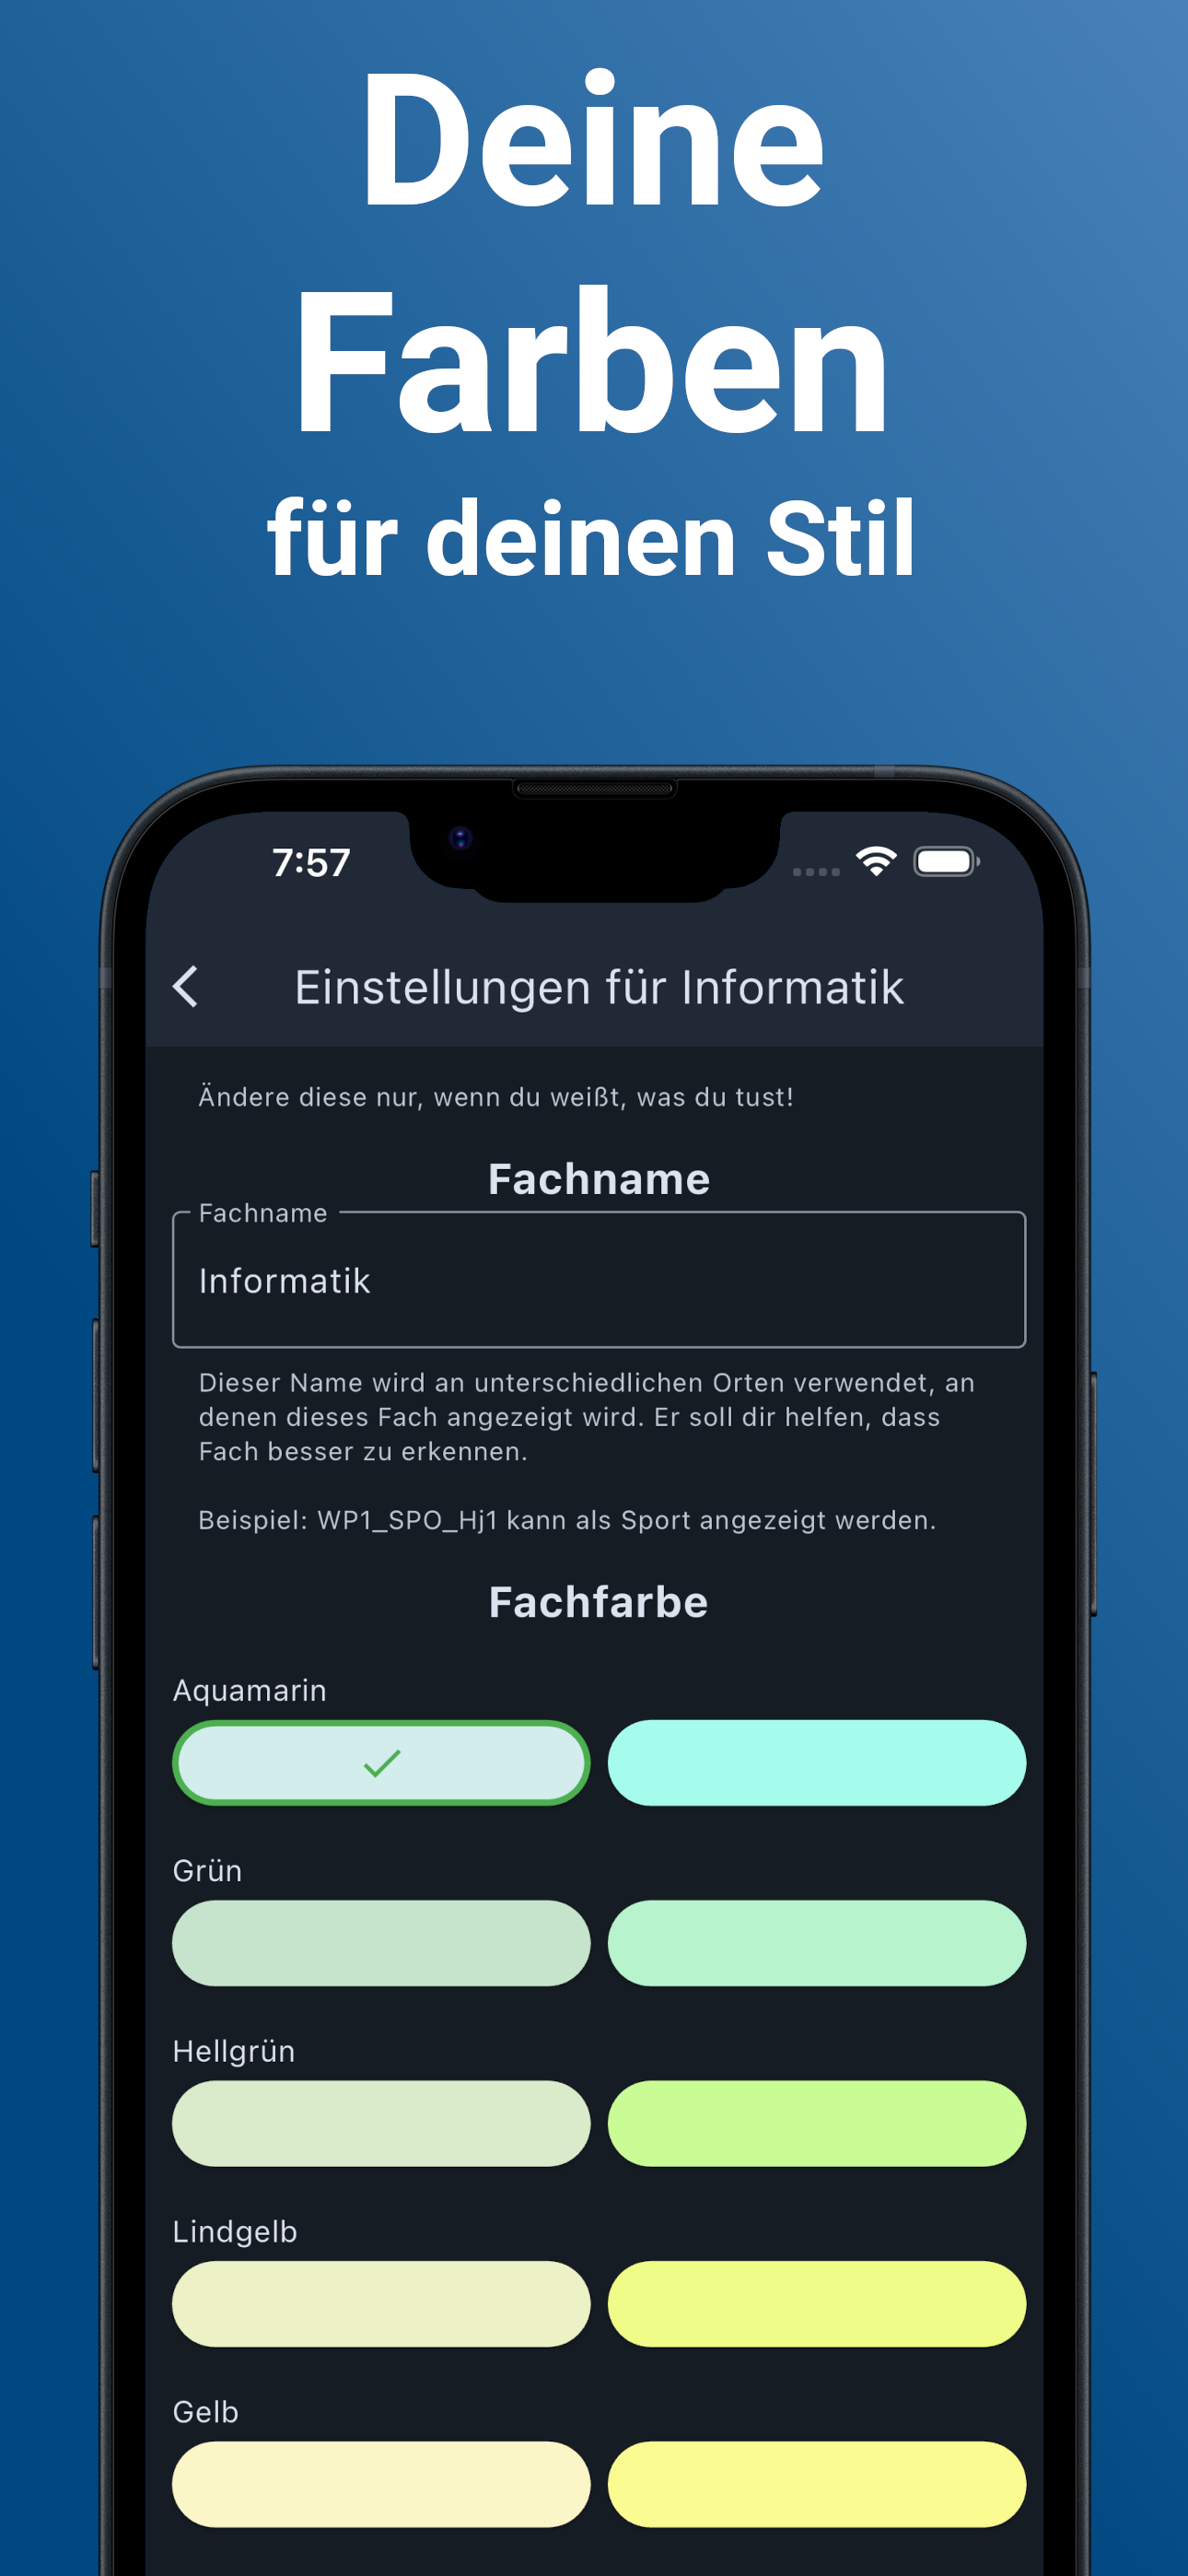 Deine
Farben
für deinen Stil
7:57
Einstellungen für Informatik
Ändere diese nur, wenn du weißt, was du tust!
Fachname
Fachname
Informatik
Dieser Name wird an unterschiedlichen Orten verwendet, an
denen dieses Fach angezeigt wird. Er soll dir helfen, dass
Fach besser zu erkennen.
Beispiel: WP1_SPO_Hj1 kann als Sport angezeigt werden.
Fachfarbe
Aquamarin
Grün
Hellgrün
Lindgelb
Gelb